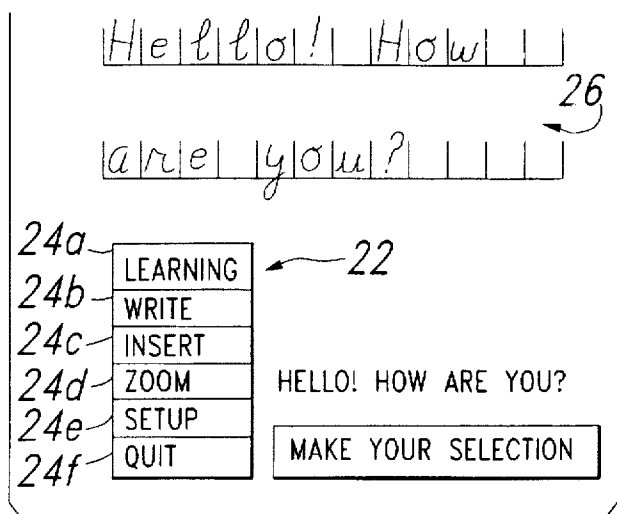 Hello! How
26
are you?
24a
LEARNING
22
24b
WRITE
24c
INSERT
24d
ZOOM
HELLO! HOW ARE YOU?
24e
SETUP
24f
QUIT
MAKE YOUR SELECTION